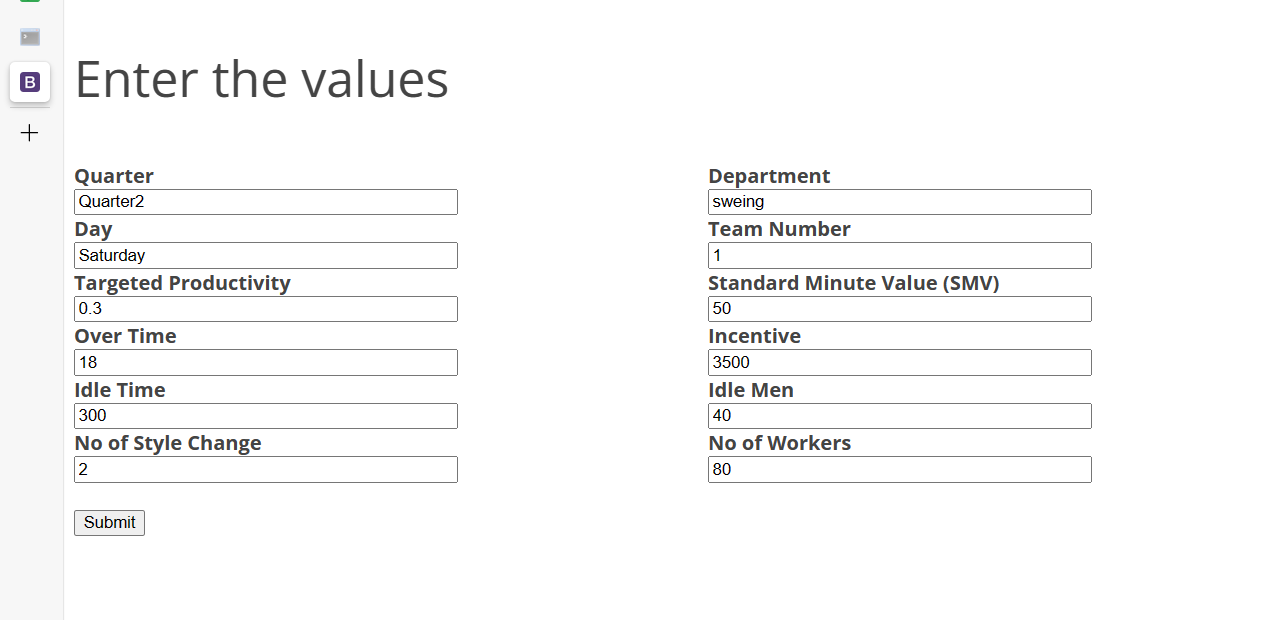 B
Enter the values
Quarter
Quarter2
Department
sweing
Day
Saturday
Team Number
1
Targeted Productivity
0.3
Standard Minute Value (SMV)
50
Over Time
18
Incentive
3500
Idle Time
300
Idle Men
40
No of Style Change
2
No of Workers
80
Submit